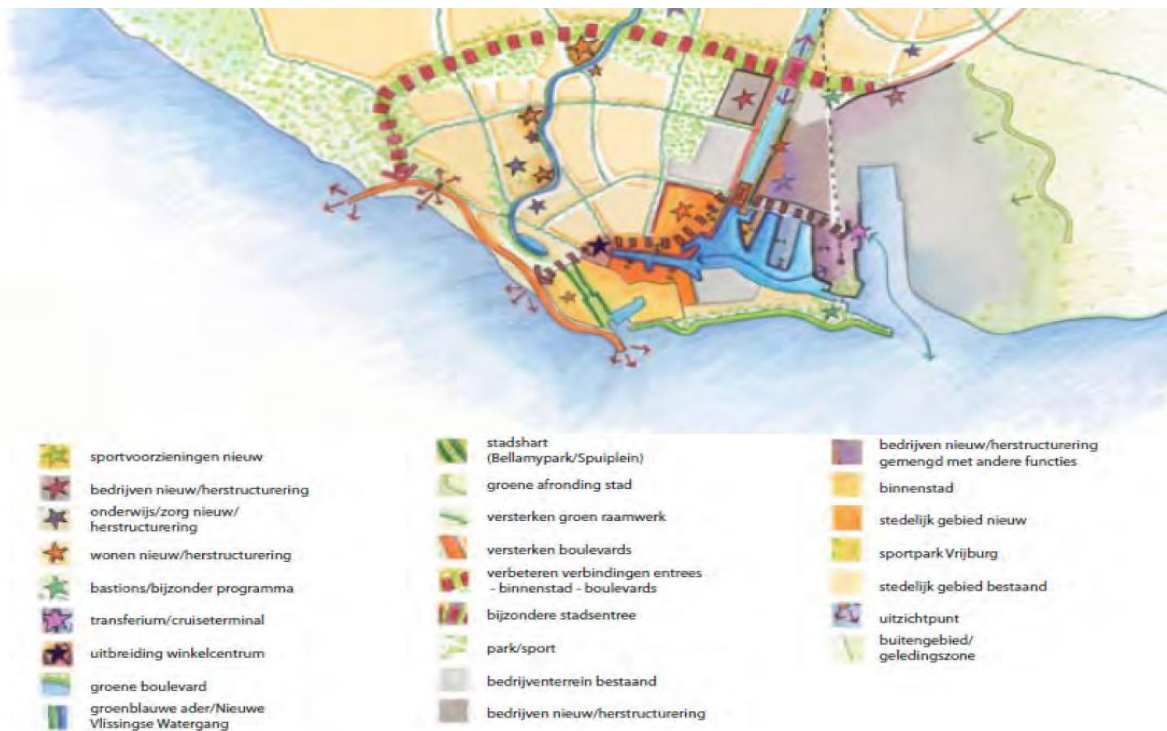 sportvoorzieningen nieuw
bedrijven nieuw/herstructurering
onderwijs/zorg nieuw/
herstructurering
wonen nieuw/herstructurering
bastions/bijzonder programma
transferium/cruiseterminal
uitbreiding winkelcentrum
groene boulevard
groenblauwe ader/Nieuwe
Vlissingse Watergang
stadshart
(Bellamypark/Spuiplein)
groene afronding stad
versterken groen raamwerk
versterken boulevards
verbeteren verbindingen entrees
- binnenstad - boulevards
bijzondere stadsentree
park/sport
bedrijventerrein bestaand
bedrijven nieuw/herstructurering
bedrijven nieuw/herstructurering
gemengd met andere functies
binnenstad
stedelijk gebied nieuw
sportpark Vrijburg
stedelijk gebied bestaand
uitzichtpunt
buitengebied/
geledingszone